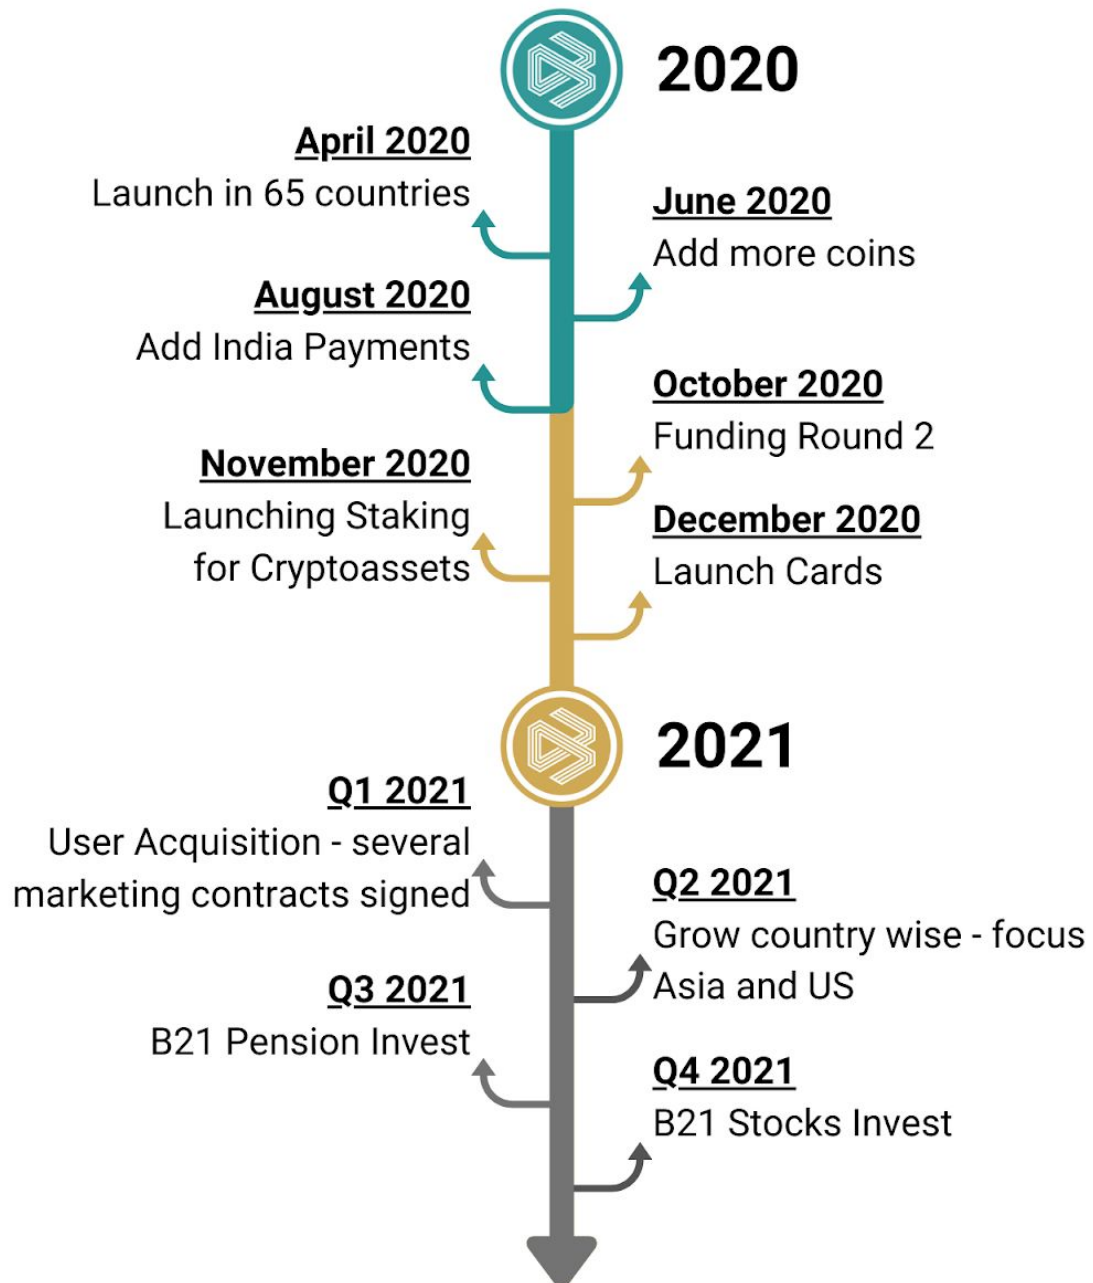 2020
April 2020
Launch in 65 countries
June 2020
Add more coins
August 2020
Add India Payments
October 2020
Funding Round 2
November 2020
Launching Staking
for Cryptoassets
December 2020
Launch Cards
2021
Q1 2021
User Acquisition - several
marketing contracts signed
Q2 2021
Grow country wise - focus
Asia and US
Q3 2021
B21 Pension Invest
Q4 2021
B21 Stocks Invest